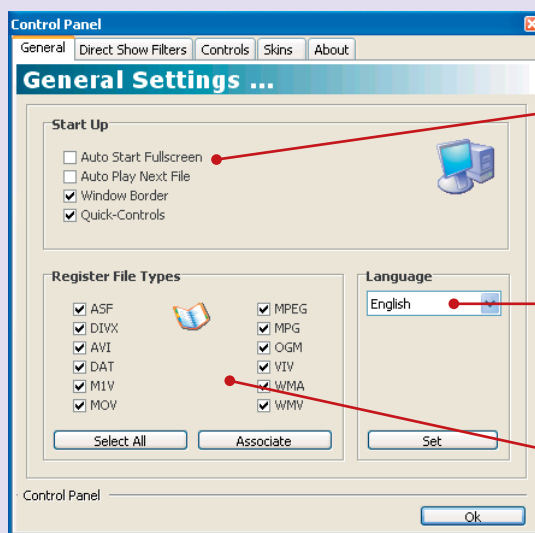 Control Panel
General Direct Show Filters Controls Skins About
General Settings ...
Start Up
Auto Start Fullscreen
Auto Play Next File
Window Border
Quick-Controls
Register File Types
ASF
DIVX
AVI
DAT
M1V
MOV
MPEG
MPG
OGM
VIV
WMA
WMV
Select All Associate
Language
English
Set
Control Panel
Ok